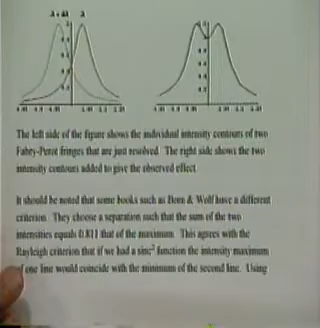 The left side of the figure shows the individual intensity contours of two
Fabry-Perot fringes that are just resolved. The right side shows the two
intensity contours added to give the observed effect.
It should be noted that some books such as Born & Wolf have a different
criterion. They choose a separation such that the sum of the two
intensities equals 0.811 that of the maximum. This agrees with the
Rayleigh criterion that if we had a sinc² function the intensity maximum
of one line would coincide with the minimum of the second line. Using